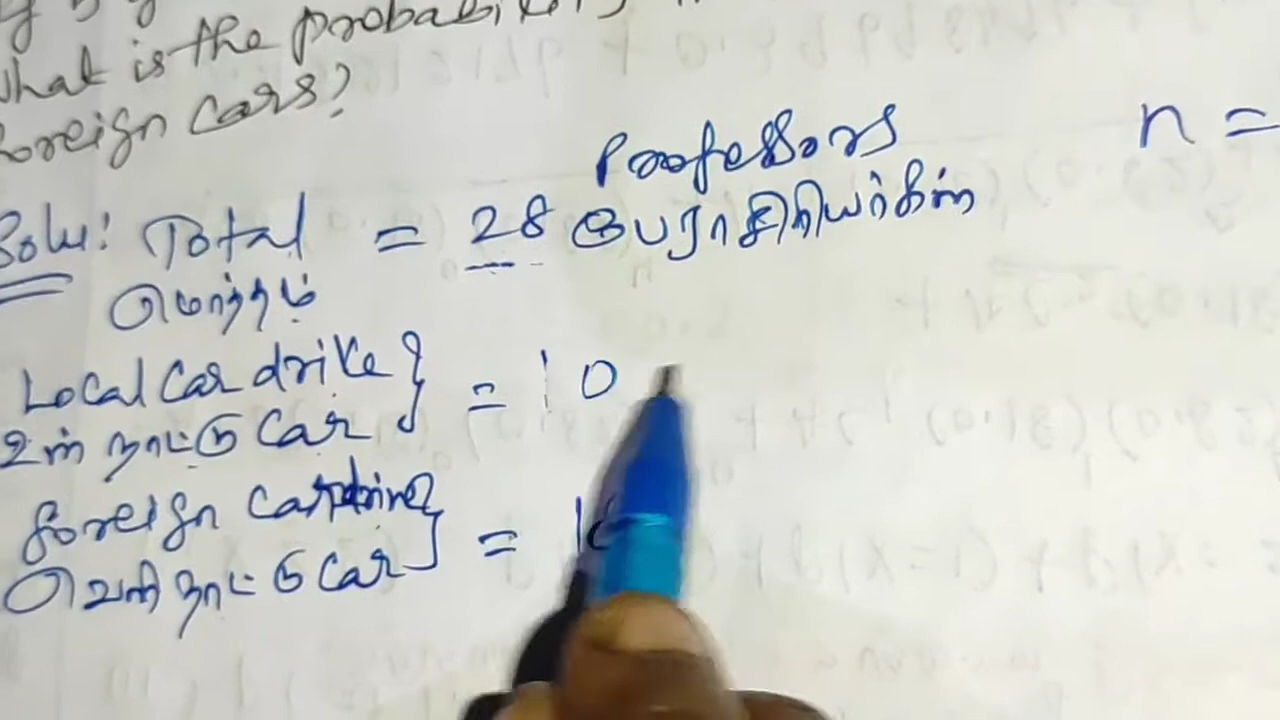 What is the
foreign cars?
Professors
n =
Solu: Total = 28 பேராசிரியர்கள்
மொத்தம்
Local car drive } = 10
உள் நாட்டு car
foreign car drive } =
வெளி நாட்டு car